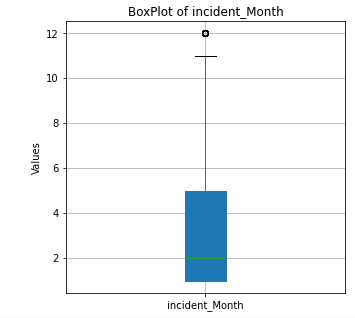 BoxPlot of incident_Month
12
10
8
6
4
2
Values
incident_Month